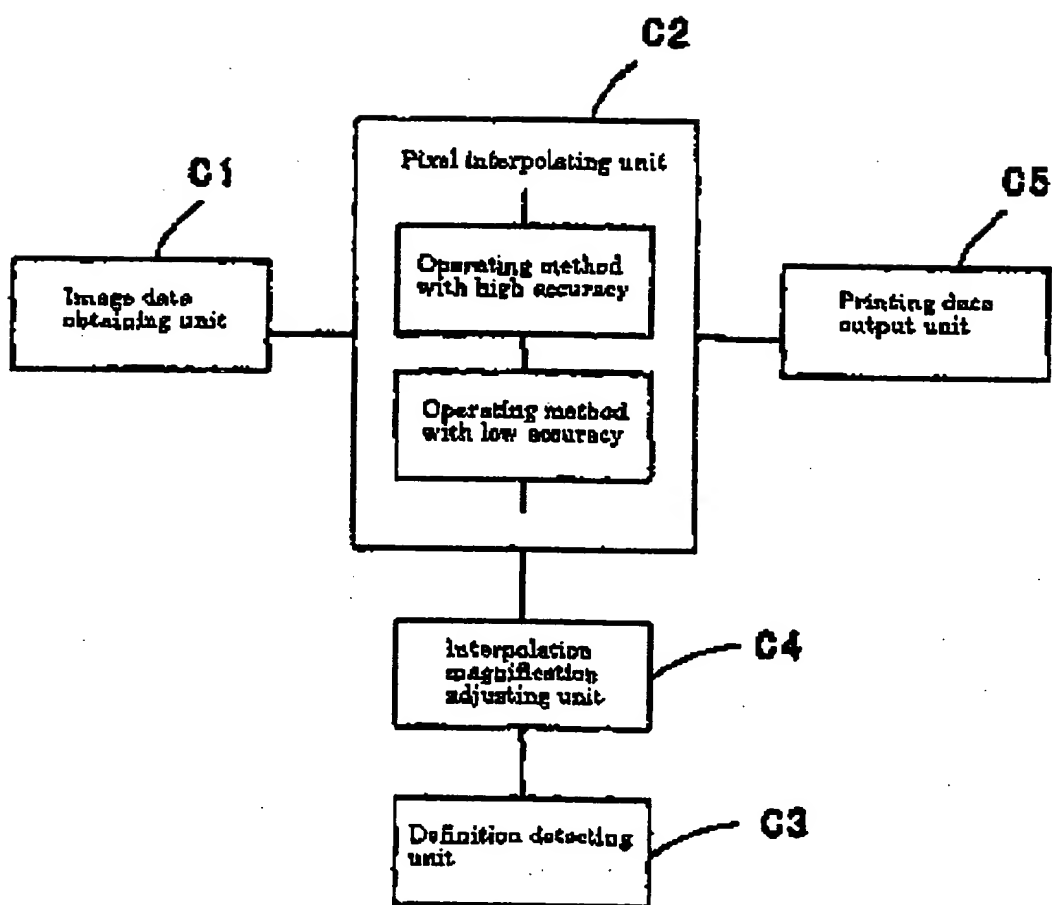 C2
Pixel interpolating unit
C1
C5
Operating method
with high accuracy
Image data
obtaining unit
Printing data
output unit
Operating method
with low accuracy
Interpolation
magnification
adjusting unit
C4
Definition detecting
unit
C3